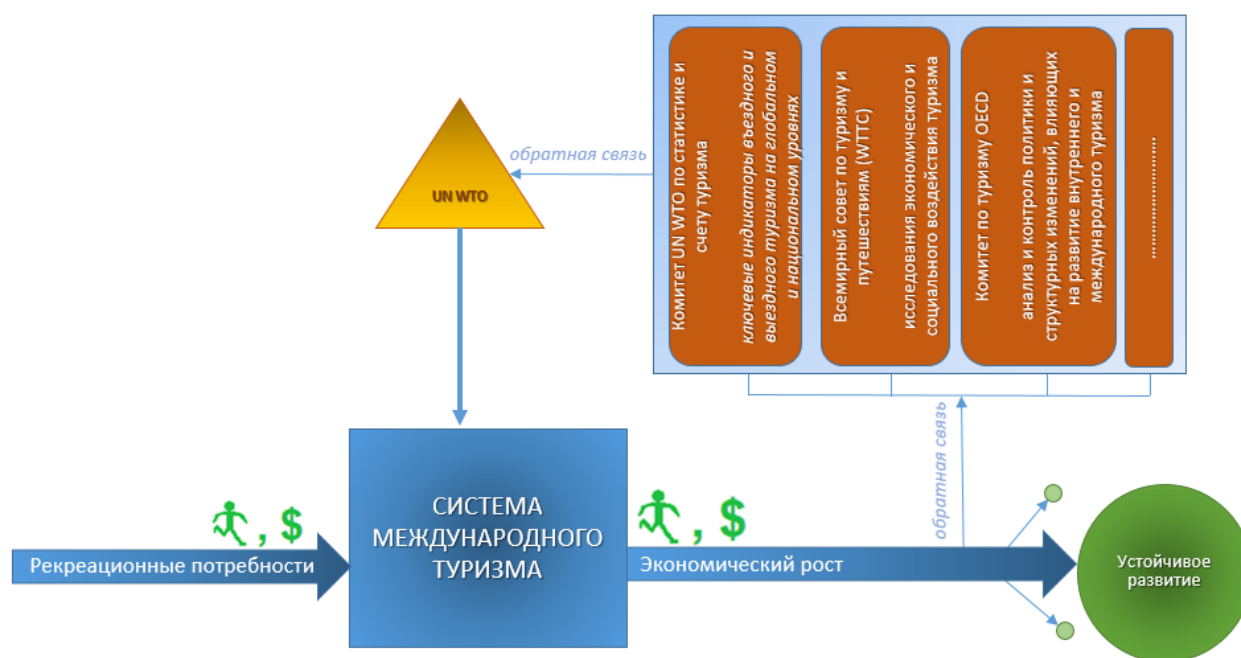 Комитет UN WTO по статистике и
счету туризма
ключевые индикаторы въездного и
выездного туризма на глобальном
и национальном уровнях
Всемирный совет по туризму и
путешествиям (WTTC)
исследования экономического и
социального воздействия туризма
Комитет по туризму OECD
анализ и контроль политики и
структурных изменений, влияющих
на развитие внутреннего и
международного туризма
............................
обратная связь
UN WTO
обратная связь
СИСТЕМА
МЕЖДУНАРОДНОГО
ТУРИЗМА
, $
, $
Рекреационные потребности
Экономический рост
Устойчивое
развитие